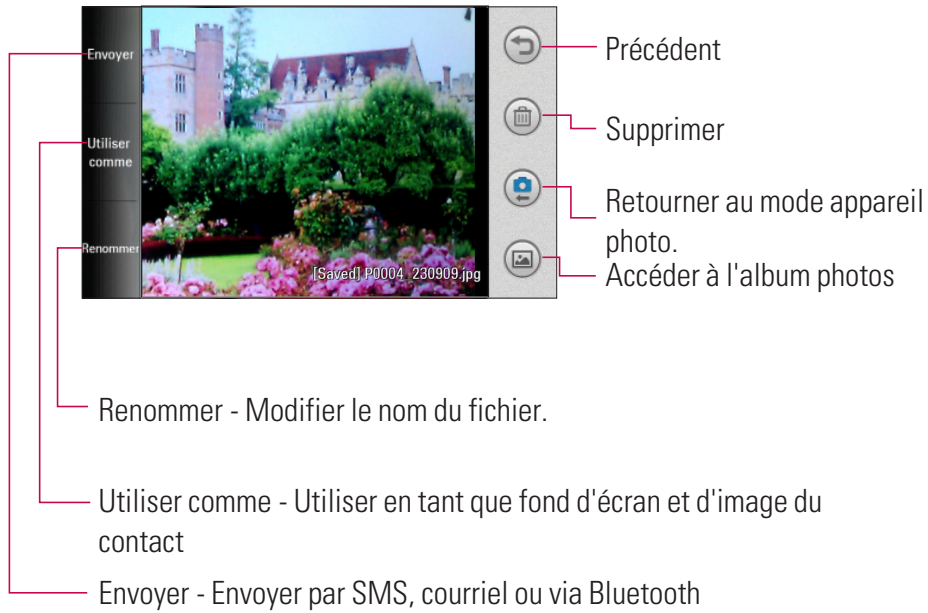 Envoyer
Utiliser
comme
Renommer
[Saved] P0004_230909.jpg
Précédent
Supprimer
Retourner au mode appareil
photo.
Accéder à l'album photos
Renommer - Modifier le nom du fichier.
Utiliser comme - Utiliser en tant que fond d'écran et d'image du
contact
Envoyer - Envoyer par SMS, courriel ou via Bluetooth